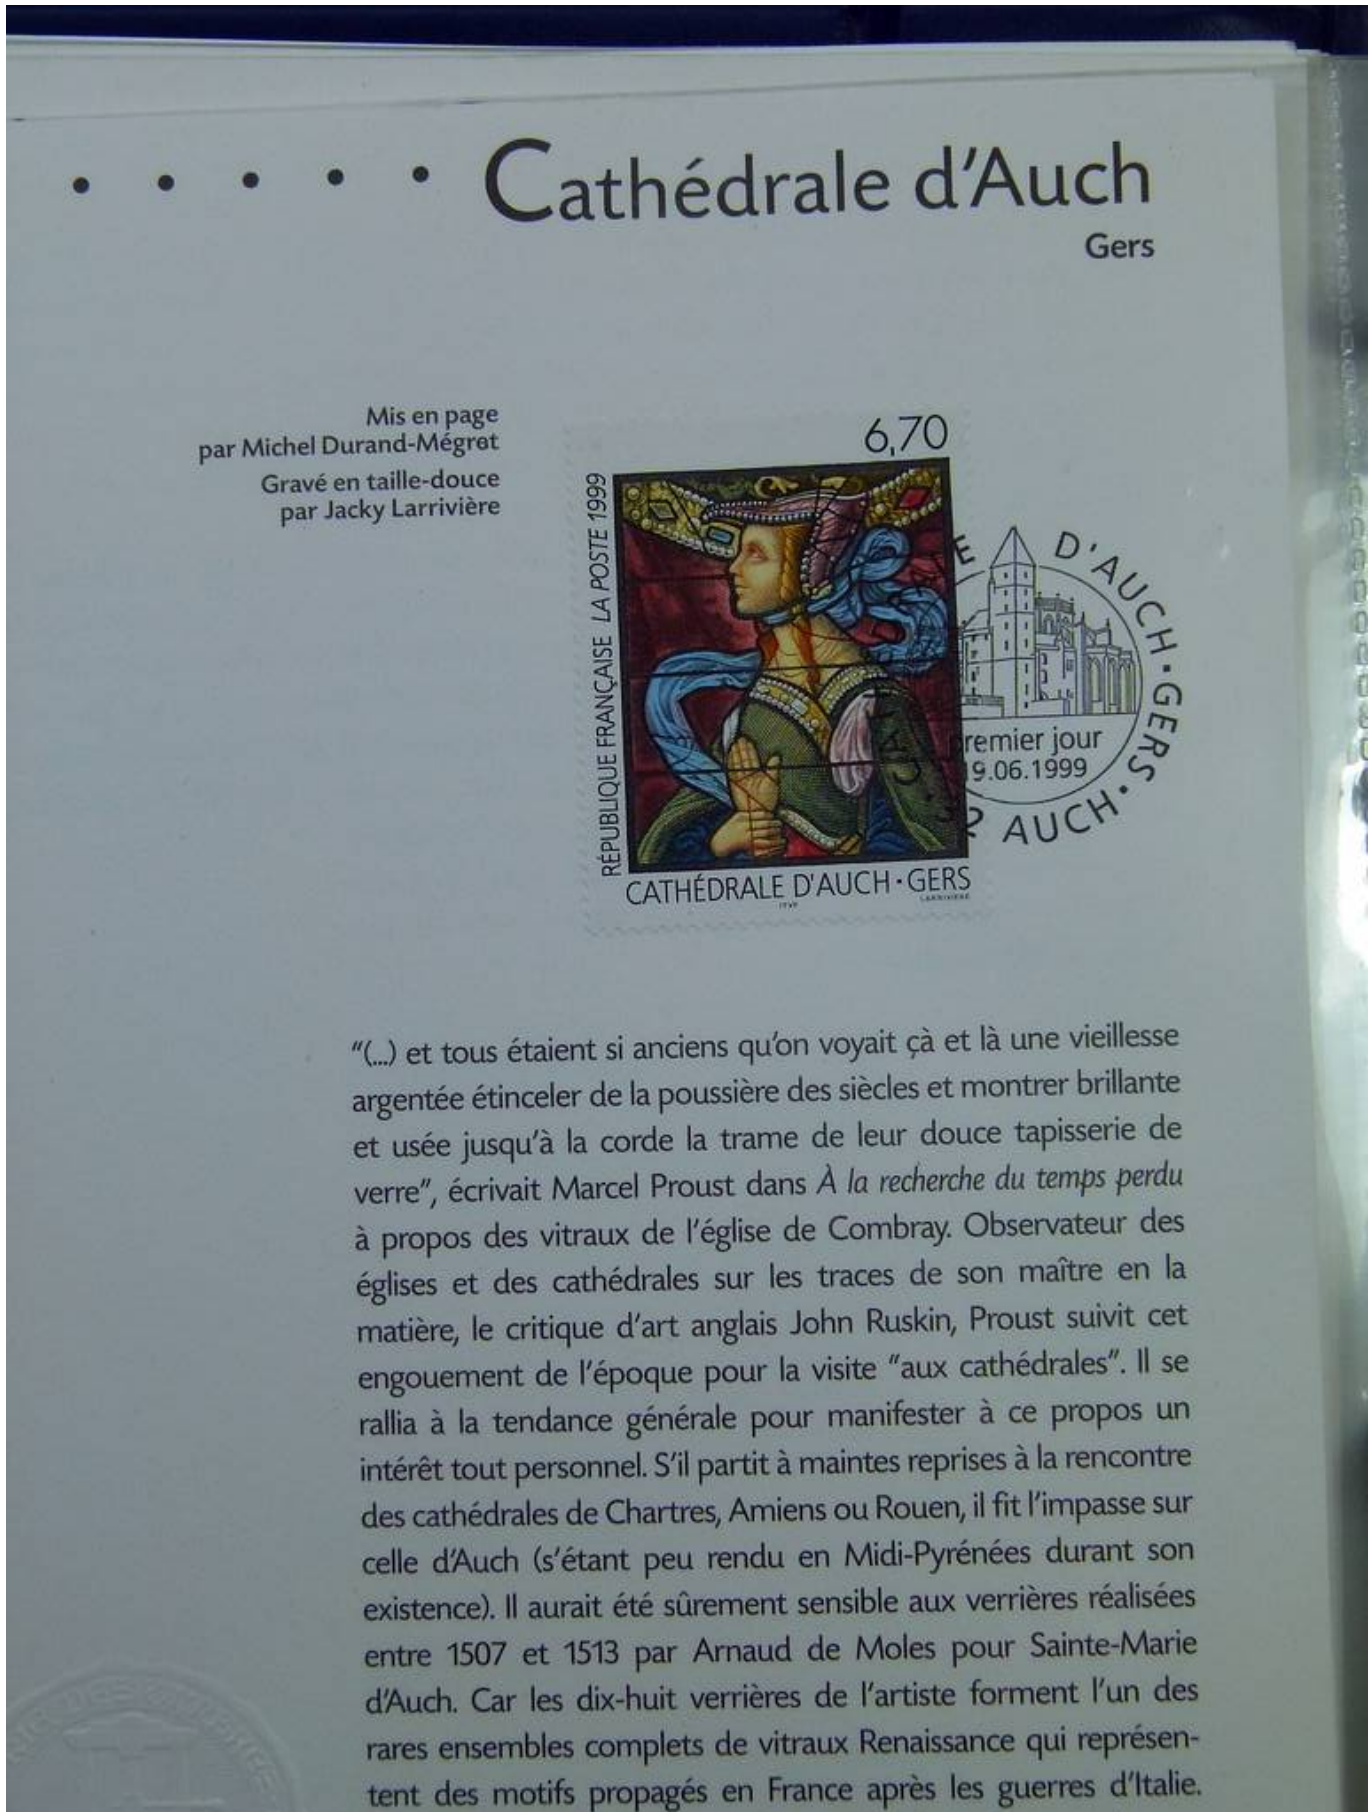 Cathédrale d'Auch
Gers
Mis en page
par Michel Durand-Mégret
Gravé en taille-douce
par Jacky Larrivière
6,70
RÉPUBLIQUE FRANÇAISE LA POSTE 1999
CATHÉDRALE D'AUCH · GERS
ITVF
LARRIVIÈRE
D'AUCH · GERS ·
remier jour
19.06.1999
AUCH
"(...) et tous étaient si anciens qu'on voyait çà et là une vieillesse
argentée étinceler de la poussière des siècles et montrer brillante
et usée jusqu'à la corde la trame de leur douce tapisserie de
verre", écrivait Marcel Proust dans À la recherche du temps perdu
à propos des vitraux de l'église de Combray. Observateur des
églises et des cathédrales sur les traces de son maître en la
matière, le critique d'art anglais John Ruskin, Proust suivit cet
engouement de l'époque pour la visite "aux cathédrales". Il se
rallia à la tendance générale pour manifester à ce propos un
intérêt tout personnel. S'il partit à maintes reprises à la rencontre
des cathédrales de Chartres, Amiens ou Rouen, il fit l'impasse sur
celle d'Auch (s'étant peu rendu en Midi-Pyrénées durant son
existence). Il aurait été sûrement sensible aux verrières réalisées
entre 1507 et 1513 par Arnaud de Moles pour Sainte-Marie
d'Auch. Car les dix-huit verrières de l'artiste forment l'un des
rares ensembles complets de vitraux Renaissance qui représen-
tent des motifs propagés en France après les guerres d'Italie.